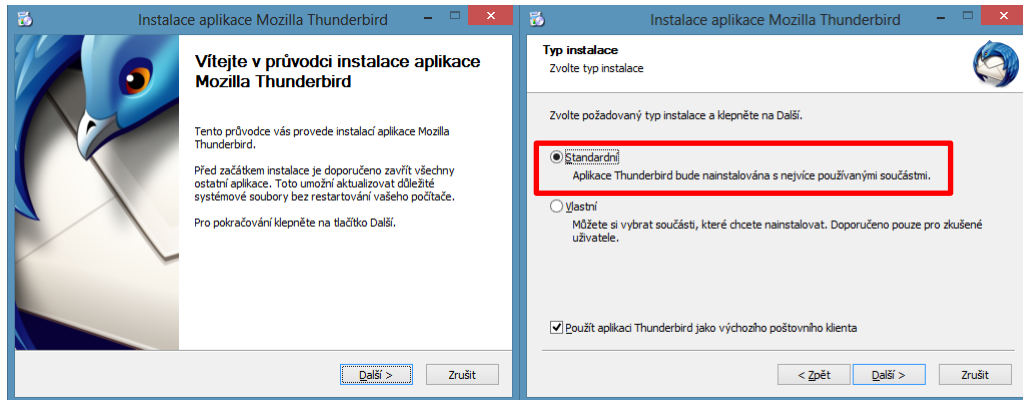 Instalace aplikace Mozilla Thunderbird
Vítejte v průvodci instalace aplikace
Mozilla Thunderbird
Tento průvodce vás provede instalací aplikace Mozilla
Thunderbird.
Před začátkem instalace je doporučeno zavřít všechny
ostatní aplikace. Toto umožní aktualizovat důležité
systémové soubory bez restartování vašeho počítače.
Pro pokračování klepněte na tlačítko Další.
Další >
Zrušit
Instalace aplikace Mozilla Thunderbird
Typ instalace
Zvolte typ instalace
Zvolte požadovaný typ instalace a klepněte na Další.
Standardní
Aplikace Thunderbird bude nainstalována s nejvíce používanými součástmi.
Vlastní
Můžete si vybrat součásti, které chcete nainstalovat. Doporučeno pouze pro zkušené
uživatele.
Použít aplikaci Thunderbird jako výchozího poštovního klienta
< Zpět
Další >
Zrušit